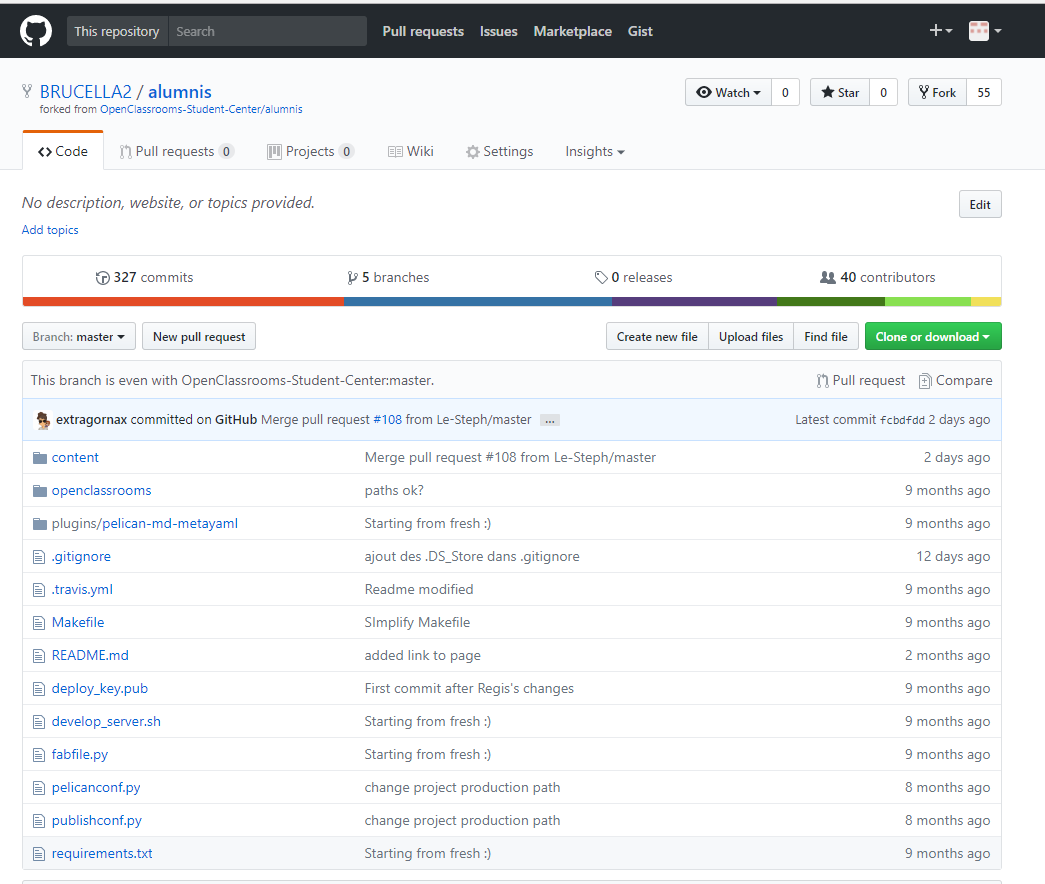 This repository Search Pull requests Issues Marketplace Gist
BRUCELLA2 / alumnis Watch 0 Star 0 Fork 55
forked from OpenClassrooms-Student-Center/alumnis
Code Pull requests 0 Projects 0 Wiki Settings Insights
No description, website, or topics provided. Edit
Add topics
327 commits 5 branches 0 releases 40 contributors
Branch: master New pull request Create new file Upload files Find file Clone or download
This branch is even with OpenClassrooms-Student-Center:master. Pull request Compare
extragornax committed on GitHub Merge pull request #108 from Le-Steph/master ... Latest commit fcbdfdd 2 days ago
content Merge pull request #108 from Le-Steph/master 2 days ago
openclassrooms paths ok? 9 months ago
plugins/pelican-md-metayaml Starting from fresh :) 9 months ago
.gitignore ajout des .DS_Store dans .gitignore 12 days ago
.travis.yml Readme modified 9 months ago
Makefile SImplify Makefile 9 months ago
README.md added link to page 2 months ago
deploy_key.pub First commit after Regis's changes 9 months ago
develop_server.sh Starting from fresh :) 9 months ago
fabfile.py Starting from fresh :) 9 months ago
pelicanconf.py change project production path 8 months ago
publishconf.py change project production path 8 months ago
requirements.txt Starting from fresh :) 9 months ago